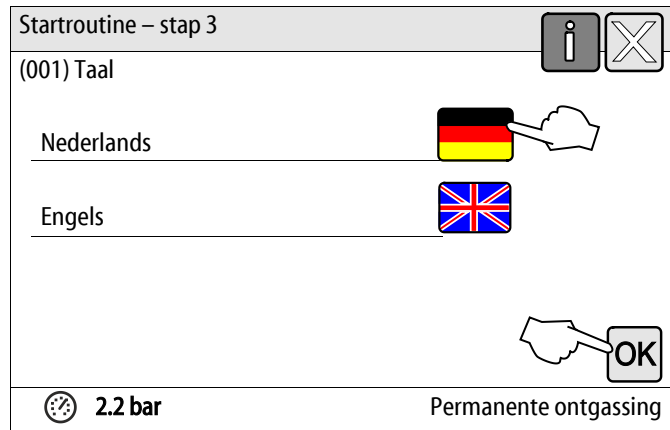 Startroutine – stap 3
i
(001) Taal
Nederlands
Engels
OK
2.2 bar Permanente ontgassing